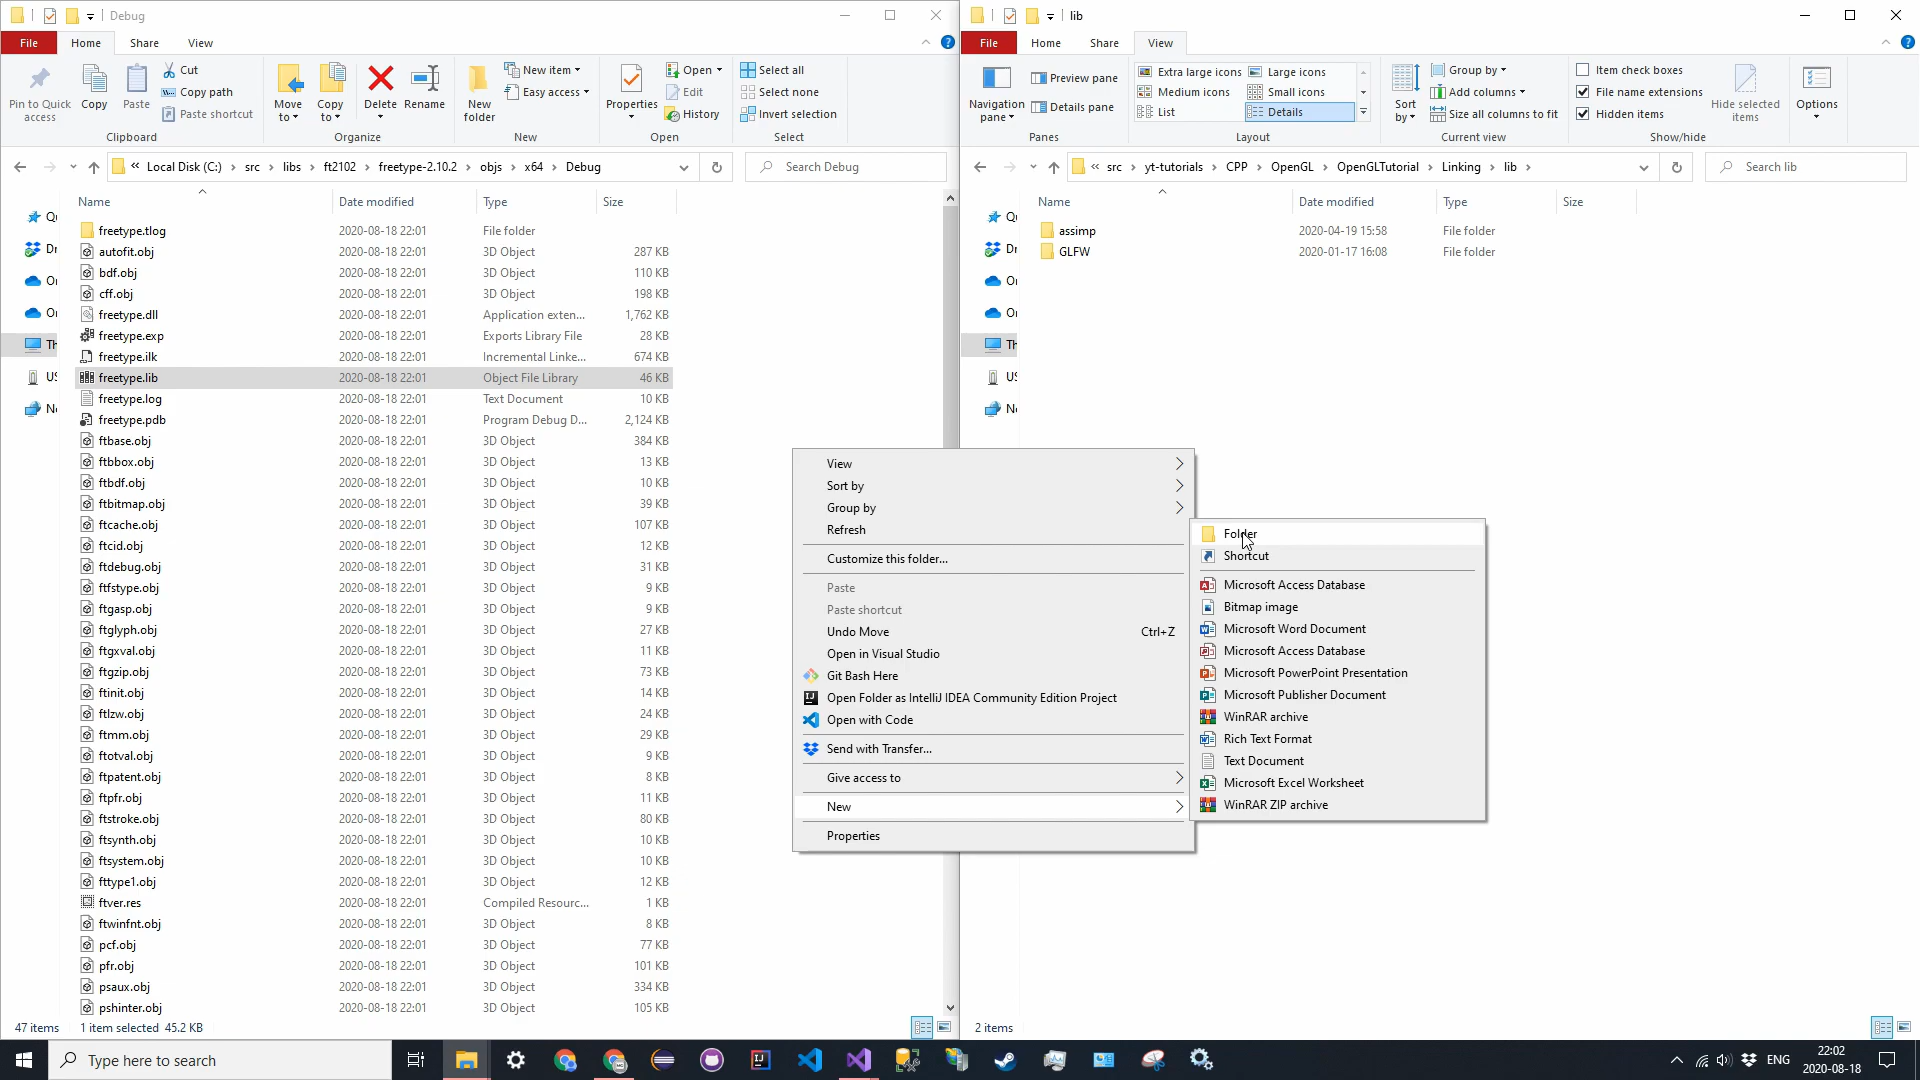 Debug
File Home Share View
Pin to Quick access
Copy
Paste
Cut
Copy path
Paste shortcut
Clipboard
Move to
Copy to
Delete
Rename
Organize
New folder
New item
Easy access
New
Properties
Open
Edit
History
Open
Select all
Select none
Invert selection
Select
« Local Disk (C:) > src > libs > ft2102 > freetype-2.10.2 > objs > x64 > Debug
Search Debug
Name Date modified Type Size
freetype.tlog 2020-08-18 22:01 File folder
autofit.obj 2020-08-18 22:01 3D Object 287 KB
bdf.obj 2020-08-18 22:01 3D Object 110 KB
cff.obj 2020-08-18 22:01 3D Object 198 KB
freetype.dll 2020-08-18 22:01 Application exten... 1,762 KB
freetype.exp 2020-08-18 22:01 Exports Library File 28 KB
freetype.ilk 2020-08-18 22:01 Incremental Linke... 674 KB
freetype.lib 2020-08-18 22:01 Object File Library 46 KB
freetype.log 2020-08-18 22:01 Text Document 10 KB
freetype.pdb 2020-08-18 22:01 Program Debug D... 2,124 KB
ftbase.obj 2020-08-18 22:01 3D Object 384 KB
ftbbox.obj 2020-08-18 22:01 3D Object 13 KB
ftbdf.obj 2020-08-18 22:01 3D Object 10 KB
ftbitmap.obj 2020-08-18 22:01 3D Object 39 KB
ftcache.obj 2020-08-18 22:01 3D Object 107 KB
ftcid.obj 2020-08-18 22:01 3D Object 12 KB
ftdebug.obj 2020-08-18 22:01 3D Object 31 KB
ftfstype.obj 2020-08-18 22:01 3D Object 9 KB
ftgasp.obj 2020-08-18 22:01 3D Object 9 KB
ftglyph.obj 2020-08-18 22:01 3D Object 27 KB
ftgxval.obj 2020-08-18 22:01 3D Object 11 KB
ftgzip.obj 2020-08-18 22:01 3D Object 73 KB
ftinit.obj 2020-08-18 22:01 3D Object 14 KB
ftlzw.obj 2020-08-18 22:01 3D Object 24 KB
ftmm.obj 2020-08-18 22:01 3D Object 29 KB
ftotval.obj 2020-08-18 22:01 3D Object 9 KB
ftpatent.obj 2020-08-18 22:01 3D Object 8 KB
ftpfr.obj 2020-08-18 22:01 3D Object 11 KB
ftstroke.obj 2020-08-18 22:01 3D Object 80 KB
ftsynth.obj 2020-08-18 22:01 3D Object 10 KB
ftsystem.obj 2020-08-18 22:01 3D Object 10 KB
fttype1.obj 2020-08-18 22:01 3D Object 12 KB
ftver.res 2020-08-18 22:01 Compiled Resourc... 1 KB
ftwinfnt.obj 2020-08-18 22:01 3D Object 8 KB
pcf.obj 2020-08-18 22:01 3D Object 77 KB
pfr.obj 2020-08-18 22:01 3D Object 101 KB
psaux.obj 2020-08-18 22:01 3D Object 334 KB
pshinter.obj 2020-08-18 22:01 3D Object 105 KB
47 items 1 item selected 45.2 KB
lib
File Home Share View
Navigation pane
Preview pane
Details pane
Panes
Extra large icons Large icons
Medium icons Small icons
List Details
Layout
Sort by
Group by
Add columns
Size all columns to fit
Current view
Item check boxes
File name extensions
Hidden items
Hide selected items
Show/hide
Options
« src > yt-tutorials > CPP > OpenGL > OpenGLTutorial > Linking > lib >
Search lib
Name Date modified Type Size
assimp 2020-04-19 15:58 File folder
GLFW 2020-01-17 16:08 File folder
2 items
View
Sort by
Group by
Refresh
Customize this folder...
Paste
Paste shortcut
Undo Move Ctrl+Z
Open in Visual Studio
Git Bash Here
Open Folder as IntelliJ IDEA Community Edition Project
Open with Code
Send with Transfer...
Give access to
New
Properties
Folder
Shortcut
Microsoft Access Database
Bitmap image
Microsoft Word Document
Microsoft Access Database
Microsoft PowerPoint Presentation
Microsoft Publisher Document
WinRAR archive
Rich Text Format
Text Document
Microsoft Excel Worksheet
WinRAR ZIP archive
Type here to search
ENG
22:02
2020-08-18